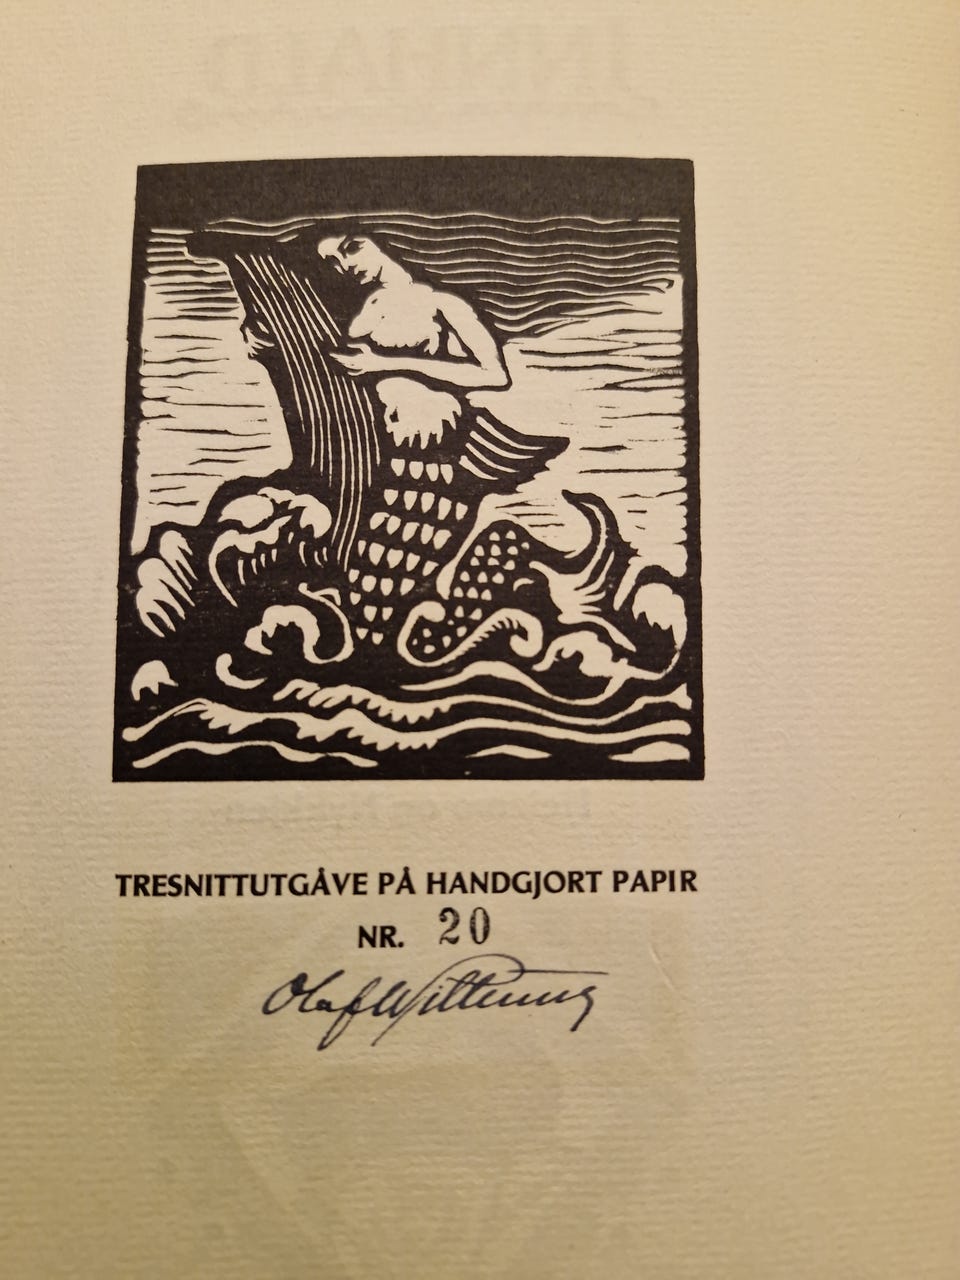 TRESNITTUTGÅVE PÅ HANDGJORT PAPIR
NR. 20
Olaf Willums